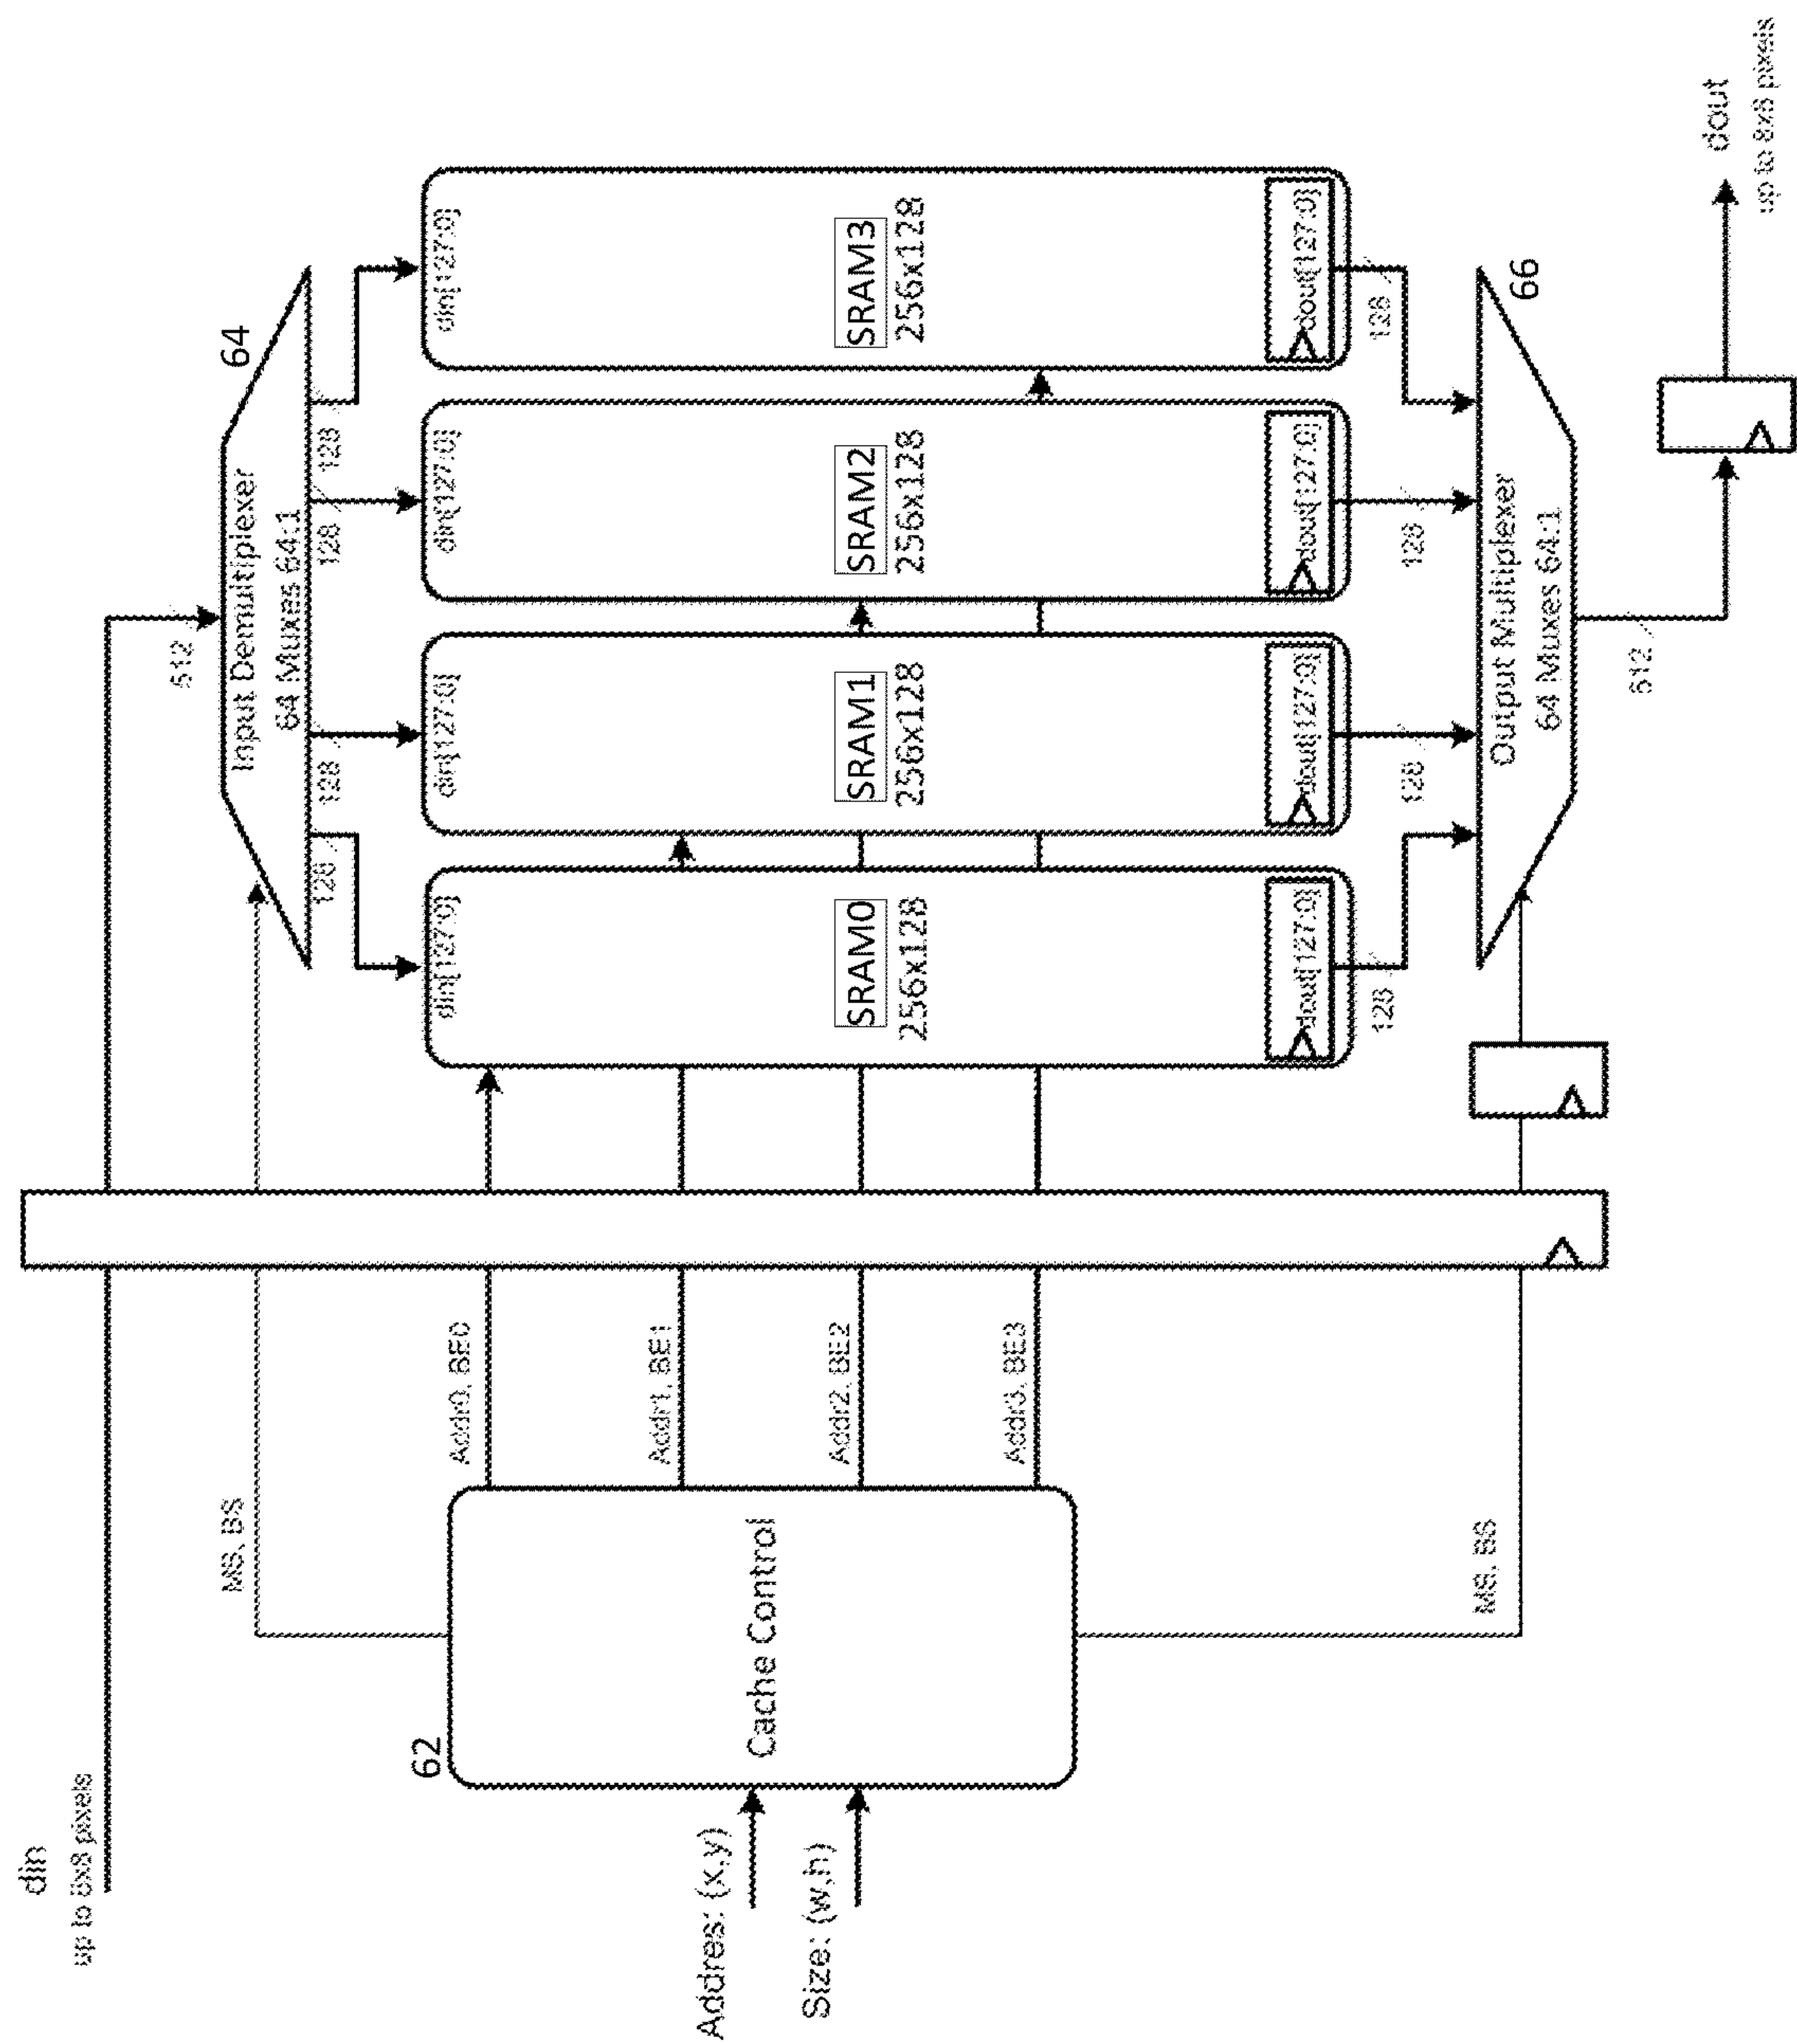 din
up to 8x8 pixels
512
64
Input Demultiplexer
64 Muxes 64:1
128
128
128
128
MS, BS
62
Cache Control
Addres: (x,y)
Size: (w,h)
Addr0, BE0
Addr1, BE1
Addr2, BE2
Addr3, BE3
MS, BS
din[127:0]
SRAM0
256x128
dout[127:0]
din[127:0]
SRAM1
256x128
dout[127:0]
din[127:0]
SRAM2
256x128
dout[127:0]
din[127:0]
SRAM3
256x128
dout[127:0]
128
128
128
128
66
Output Multiplexer
64 Muxes 64:1
512
dout
up to 8x8 pixels